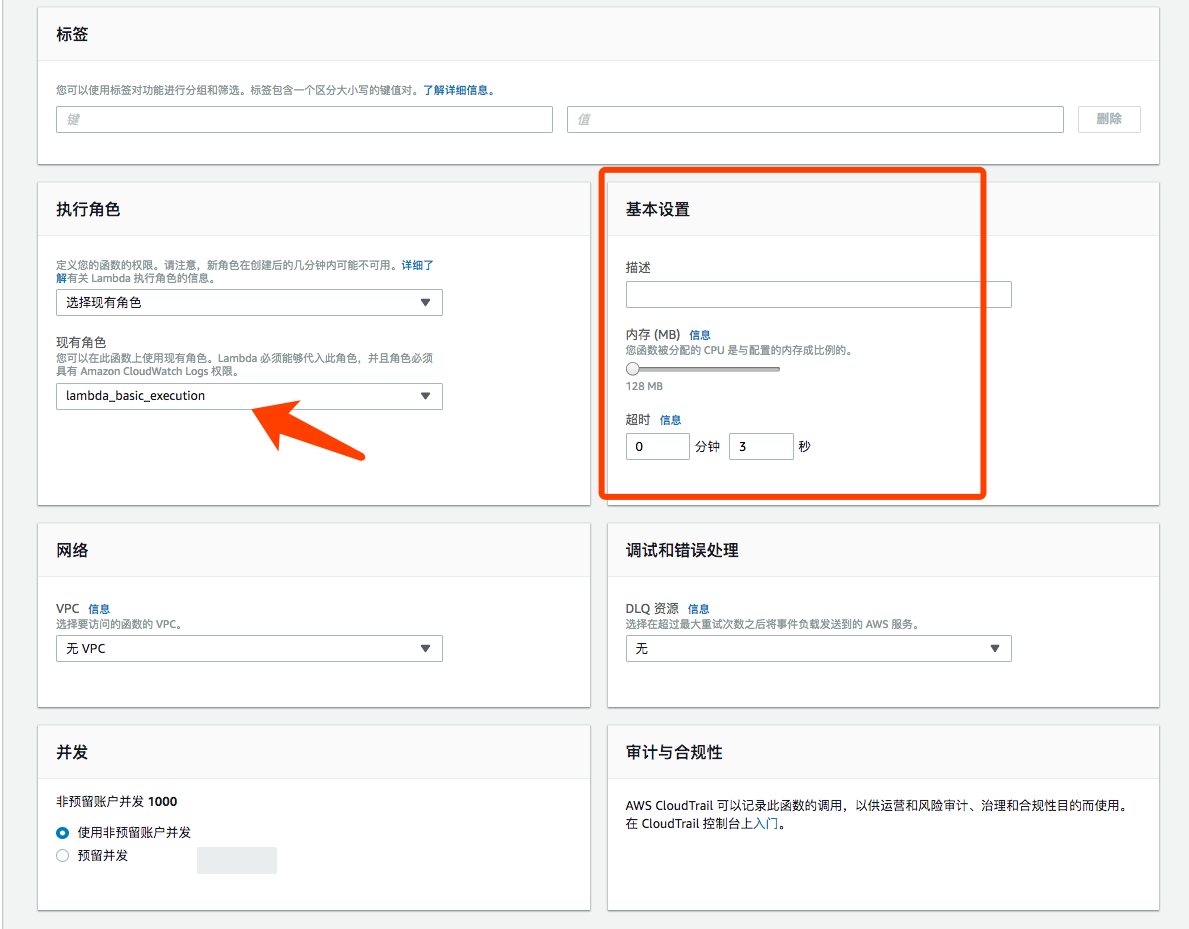 标签
您可以使用标签对功能进行分组和筛选。标签包含一个区分大小写的键值对。了解详细信息。
键
值
删除
执行角色
定义您的函数的权限。请注意，新角色在创建后的几分钟内可能不可用。详细了
解有关 Lambda 执行角色的信息。
选择现有角色
现有角色
您可以在此函数上使用现有角色。Lambda 必须能够代入此角色，并且角色必须
具有 Amazon CloudWatch Logs 权限。
lambda_basic_execution
基本设置
描述
内存 (MB) 信息
您函数被分配的 CPU 是与配置的内存成比例的。
128 MB
超时 信息
0 分钟 3 秒
网络
VPC 信息
选择要访问的函数的 VPC。
无 VPC
调试和错误处理
DLQ 资源 信息
选择在超过最大重试次数之后将事件负载发送到的 AWS 服务。
无
并发
非预留账户并发 1000
使用非预留账户并发
预留并发
审计与合规性
AWS CloudTrail 可以记录此函数的调用，以供运营和风险审计、治理和合规性目的而使用。
在 CloudTrail 控制台上入门。